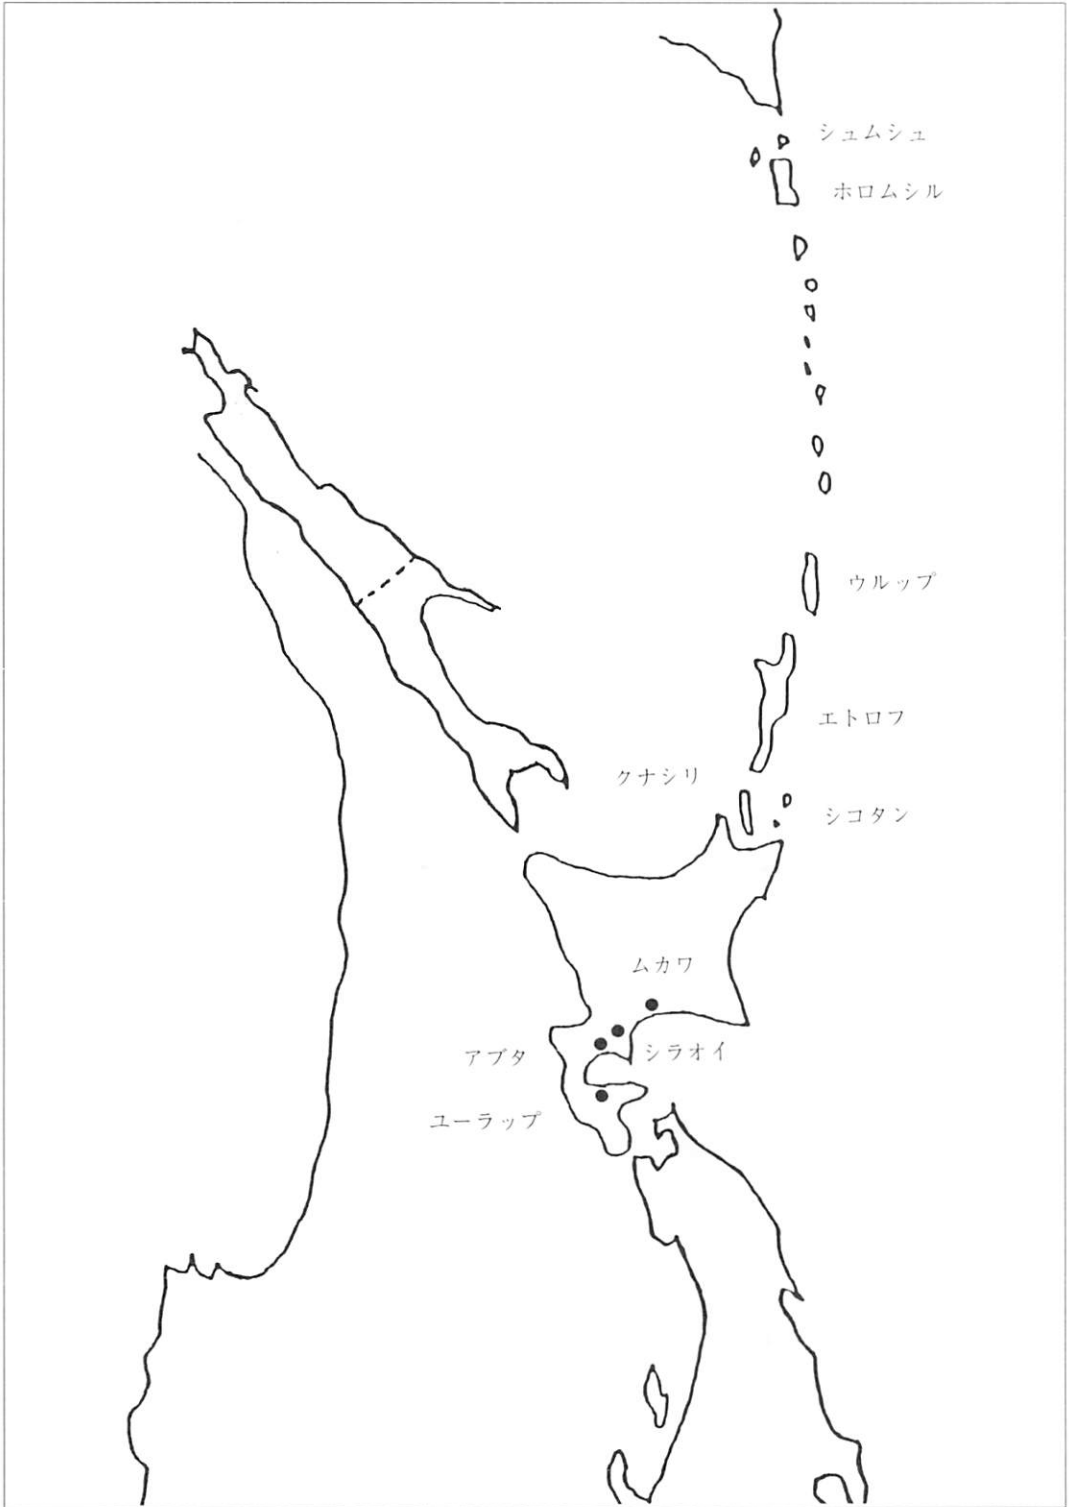 シュムシュ
ホロムシル
ウルップ
エトロフ
クナシリ
シコタン
ムカワ
アブタ
シラオイ
ユーラップ